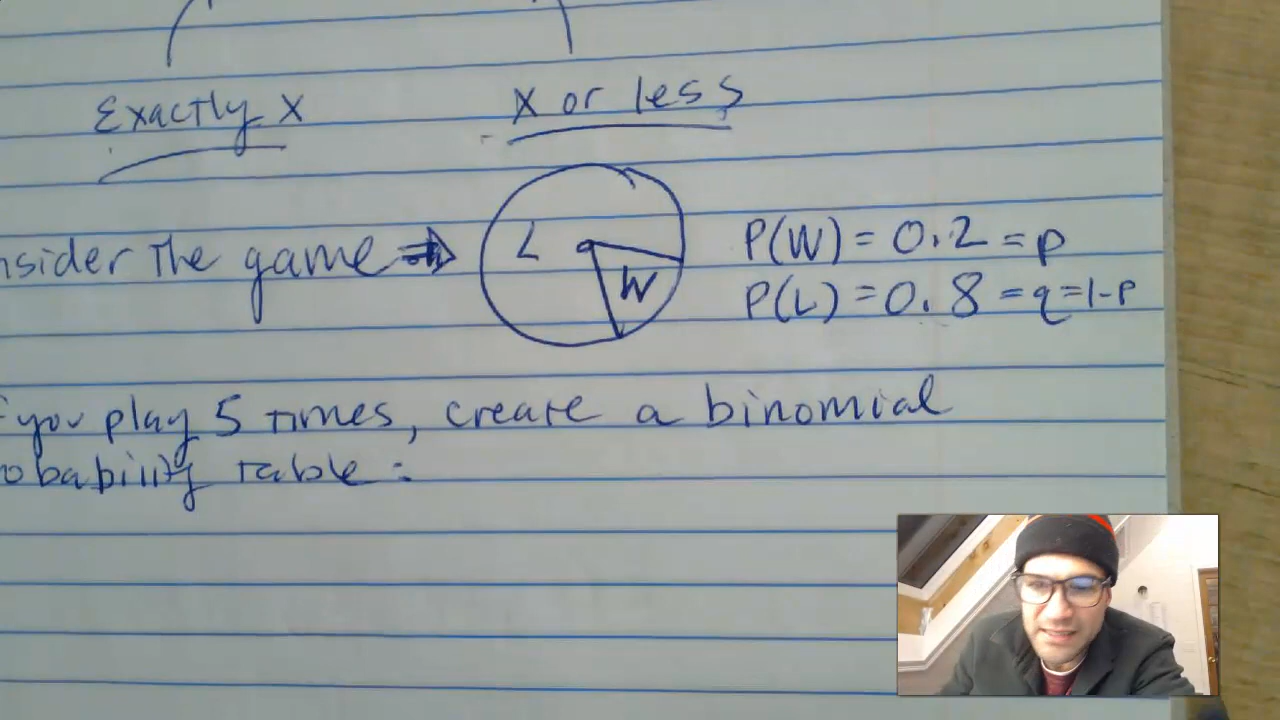 Exactly X
X or less
nsider the game ⇒ L W P(W) = 0.2 = p
P(L) = 0.8 = q = 1-P
you play 5 times, create a binomial
obability table: